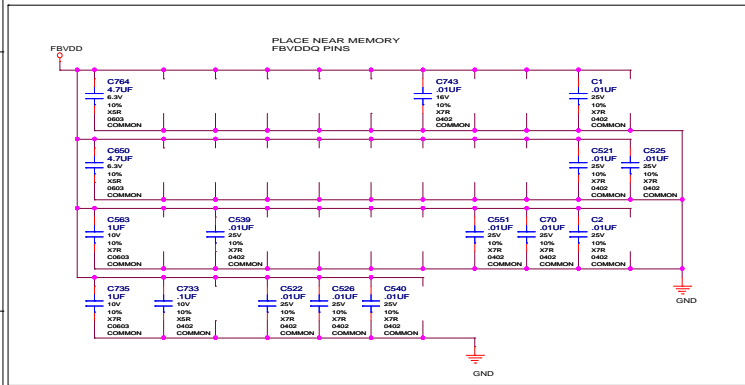 PLACE NEAR MEMORY
FBVDDQ PINS
FBVDD
C764
4.7UF
6.3V
10%
X5R
0603
COMMON
C743
.01UF
16V
10%
X7R
0402
COMMON
C1
.01UF
25V
10%
X7R
0402
COMMON
C650
4.7UF
6.3V
10%
X5R
0603
COMMON
C521
.01UF
25V
10%
X7R
0402
COMMON
C525
.01UF
25V
10%
X7R
0402
COMMON
C563
1UF
10V
10%
X7R
C0603
COMMON
C539
.01UF
25V
10%
X7R
0402
COMMON
C551
.01UF
25V
10%
X7R
0402
COMMON
C70
.01UF
25V
10%
X7R
0402
COMMON
C2
.01UF
25V
10%
X7R
0402
COMMON
GND
C735
1UF
10V
10%
X7R
C0603
COMMON
C733
.1UF
10V
10%
X5R
0402
COMMON
C522
.01UF
25V
10%
X7R
0402
COMMON
C526
.01UF
25V
10%
X7R
0402
COMMON
C540
.01UF
25V
10%
X7R
0402
COMMON
GND